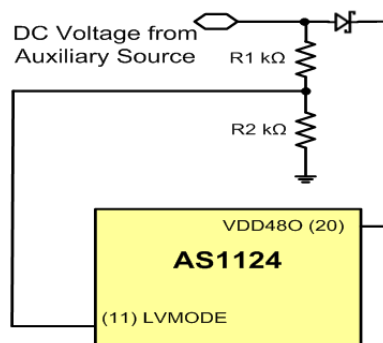 DC Voltage from
Auxiliary Source
R1 kΩ
R2 kΩ
VDD48O (20)
AS1124
(11) LVMODE